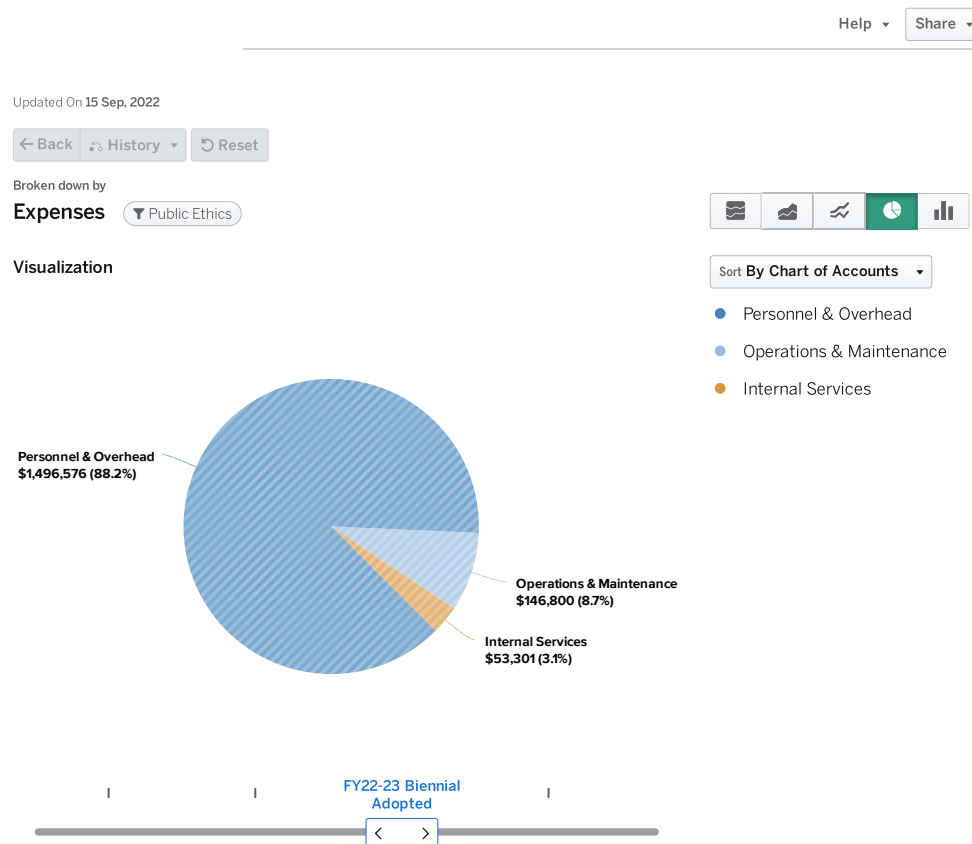 Help
Share
Updated On 15 Sep, 2022
Back
History
Reset
Broken down by
Expenses
Public Ethics
Visualization
Sort By Chart of Accounts
Personnel & Overhead
Operations & Maintenance
Internal Services
Personnel & Overhead
$1,496,576 (88.2%)
Operations & Maintenance
$146,800 (8.7%)
Internal Services
$53,301 (3.1%)
FY22-23 Biennial
Adopted